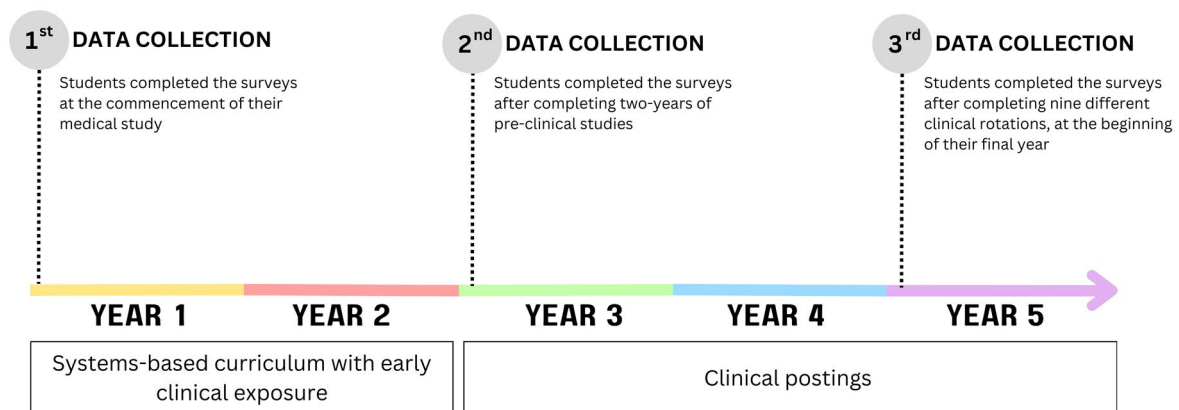 1st DATA COLLECTION
Students completed the surveys
at the commencement of their
medical study
2nd DATA COLLECTION
Students completed the surveys
after completing two-years of
pre-clinical studies
3rd DATA COLLECTION
Students completed the surveys
after completing nine different
clinical rotations, at the beginning
of their final year
YEAR 1
YEAR 2
YEAR 3
YEAR 4
YEAR 5
Systems-based curriculum with early
clinical exposure
Clinical postings